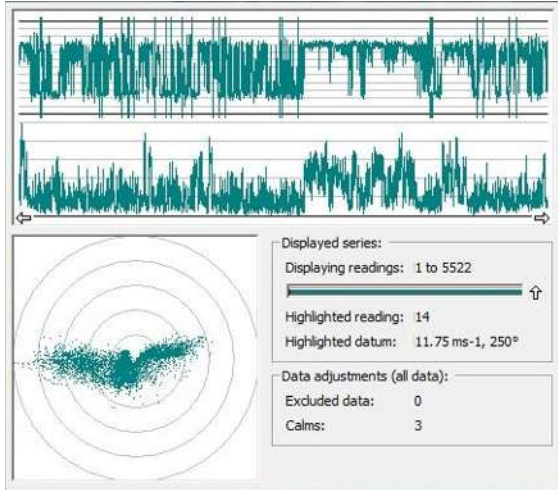 Displayed series:
Displaying readings: 1 to 5522
Highlighted reading: 14
Highlighted datum: 11.75 ms-1, 250°
Data adjustments (all data):
Excluded data: 0
Calms: 3